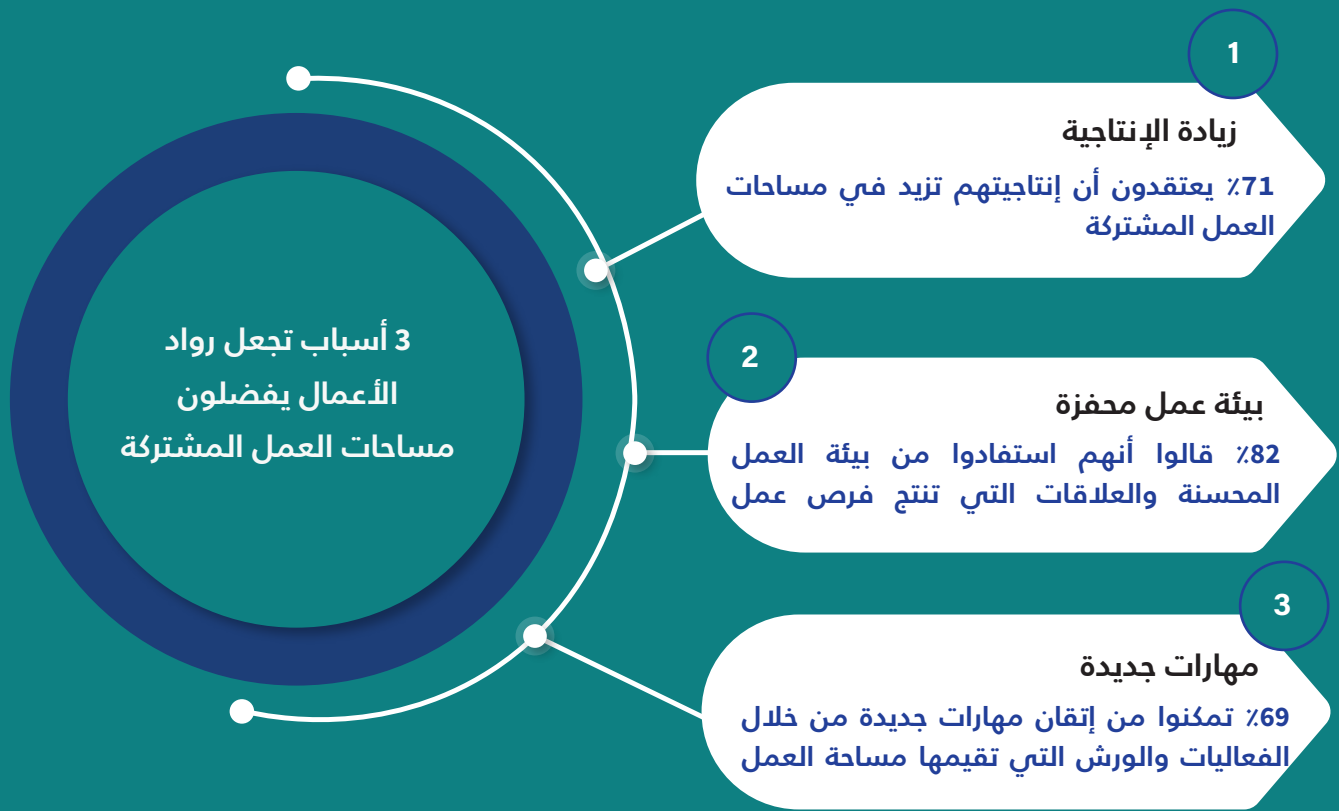 3 أسباب تجعل رواد
الأعمال يفضلون
مساحات العمل المشتركة
1
زيادة الإنتاجية
71٪ يعتقدون أن إنتاجيتهم تزيد في مساحات
العمل المشتركة
2
بيئة عمل محفزة
82٪ قالوا أنهم استفادوا من بيئة العمل
المحسنة والعلاقات التي تنتج فرص عمل
3
مهارات جديدة
69٪ تمكنوا من إتقان مهارات جديدة من خلال
الفعاليات والورش التي تقيمها مساحة العمل